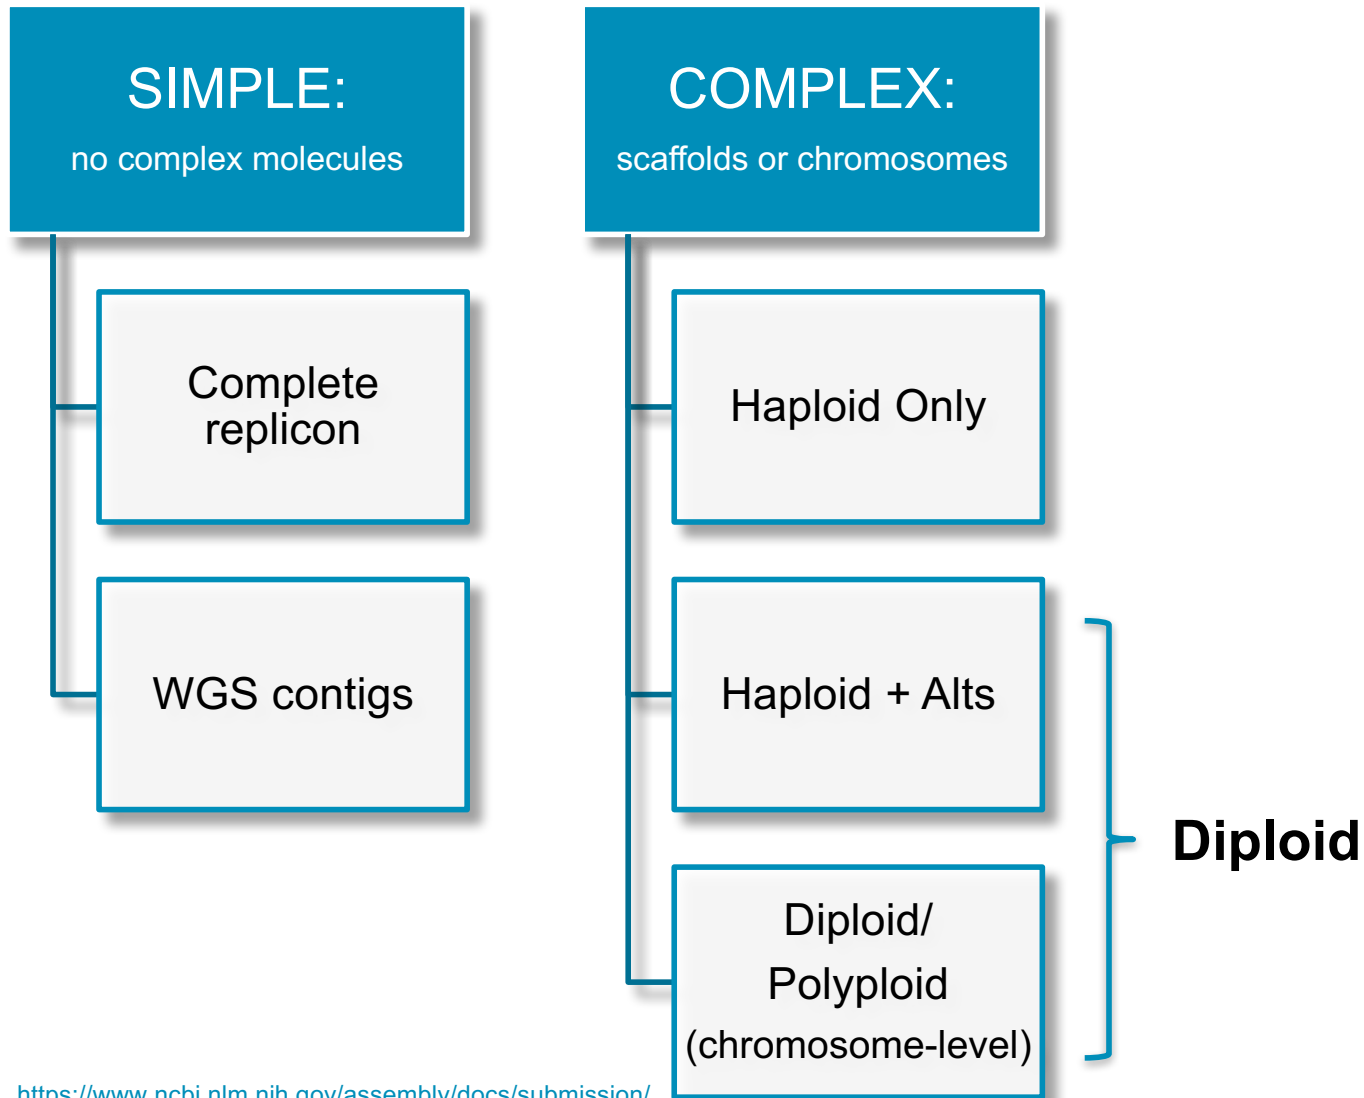 SIMPLE:
no complex molecules
COMPLEX:
scaffolds or chromosomes
Complete
replicon
WGS contigs
Haploid Only
Haploid + Alts
Diploid/
Polyploid
(chromosome-level)
Diploid
https://www.ncbi.nlm.nih.gov/assembly/docs/submission/